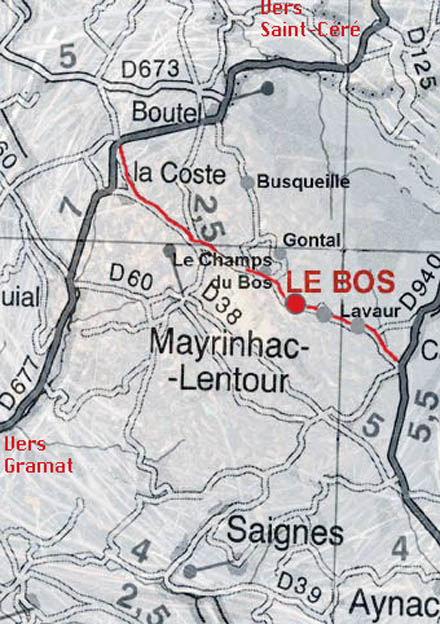 Vers
Saint-Céré
5
D673
D125
Boutel
60
la Coste
Busqueille
7
2,5
Gontal
Le Champs
du Bos
LE BOS
D60
D38
D940
uial
Lavaur
Mayrinhac-
-Lentour
C
D677
5
5,5
Vers
Gramat
Saignes
4
4
D39
2,5
Aynac